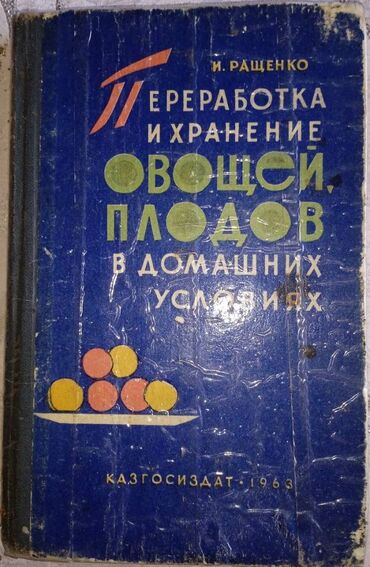 И. РАЩЕНКО
ПЕРЕРАБОТКА
И ХРАНЕНИЕ
ОВОЩЕЙ,
ПЛОДОВ
В ДОМАШНИХ
УСЛОВИЯХ
КАЗГОСИЗДАТ • 1963